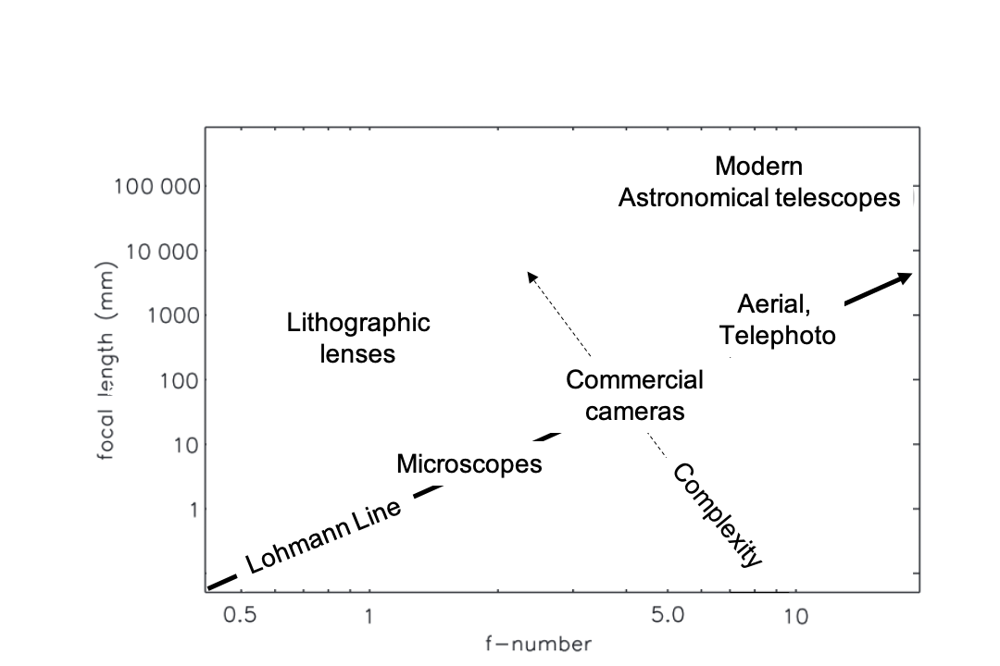 Modern
Astronomical telescopes
100 000
10 000
1000
100
10
1
focal length (mm)
Aerial,
Telephoto
Lithographic
lenses
Commercial
cameras
Microscopes
Complexity
Lohmann Line
0.5
1
5.0
10
f-number